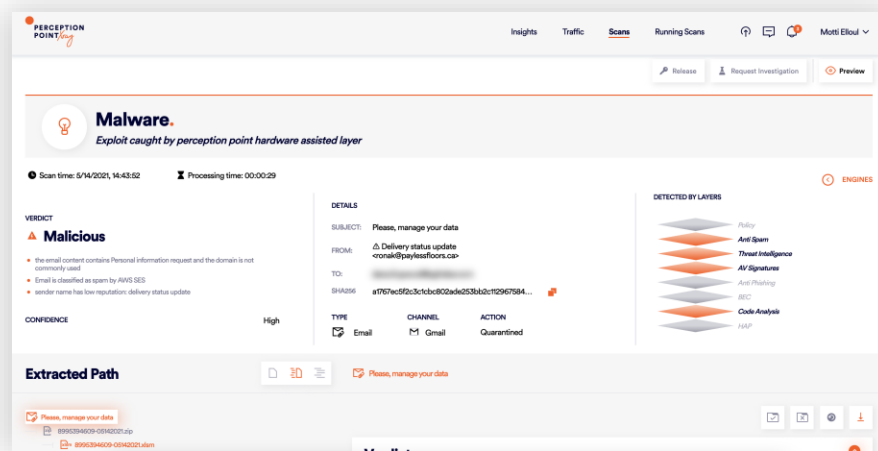 PERCEPTION
POINT
Insights
Traffic
Scans
Running Scans
Motti Elloul
Release
Request Investigation
Preview
Malware.
Exploit caught by perception point hardware assisted layer
Scan time: 5/14/2021, 14:43:52
Processing time: 00:00:29
ENGINES
VERDICT
Malicious
the email content contains Personal information request and the domain is not
commonly used
Email is classified as spam by AWS SES
sender name has low reputation: delivery status update
CONFIDENCE
High
DETAILS
SUBJECT: Please, manage your data
FROM: ⚠ Delivery status update
<ronak@paylessfloors.ca>
TO:
SHA256 a1767ec5f2c3c1cbc802ade253bb2c112967584...
TYPE
CHANNEL
ACTION
Email
Gmail
Quarantined
DETECTED BY LAYERS
Policy
Anti Spam
Threat Intelligence
AV Signatures
Anti Phishing
BEC
Code Analysis
HAP
Extracted Path
Please, manage your data
Please, manage your data
8995394609-05142021.zip
8995394609-05142021.xlsm